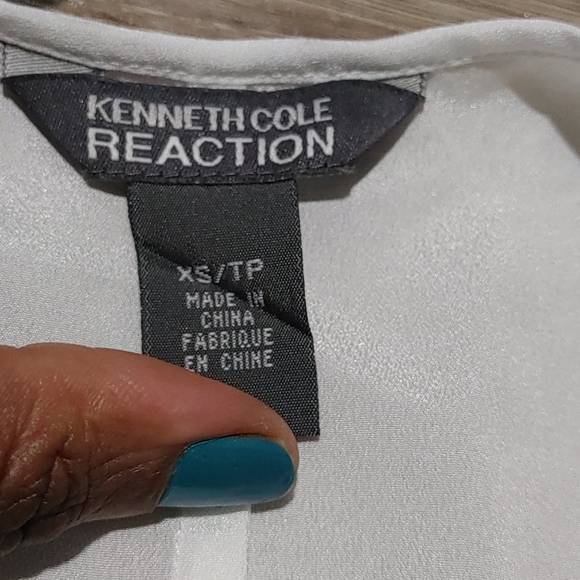 KENNETH COLE
REACTION
XS/TP
MADE IN
CHINA
FABRIQUE
EN CHINE